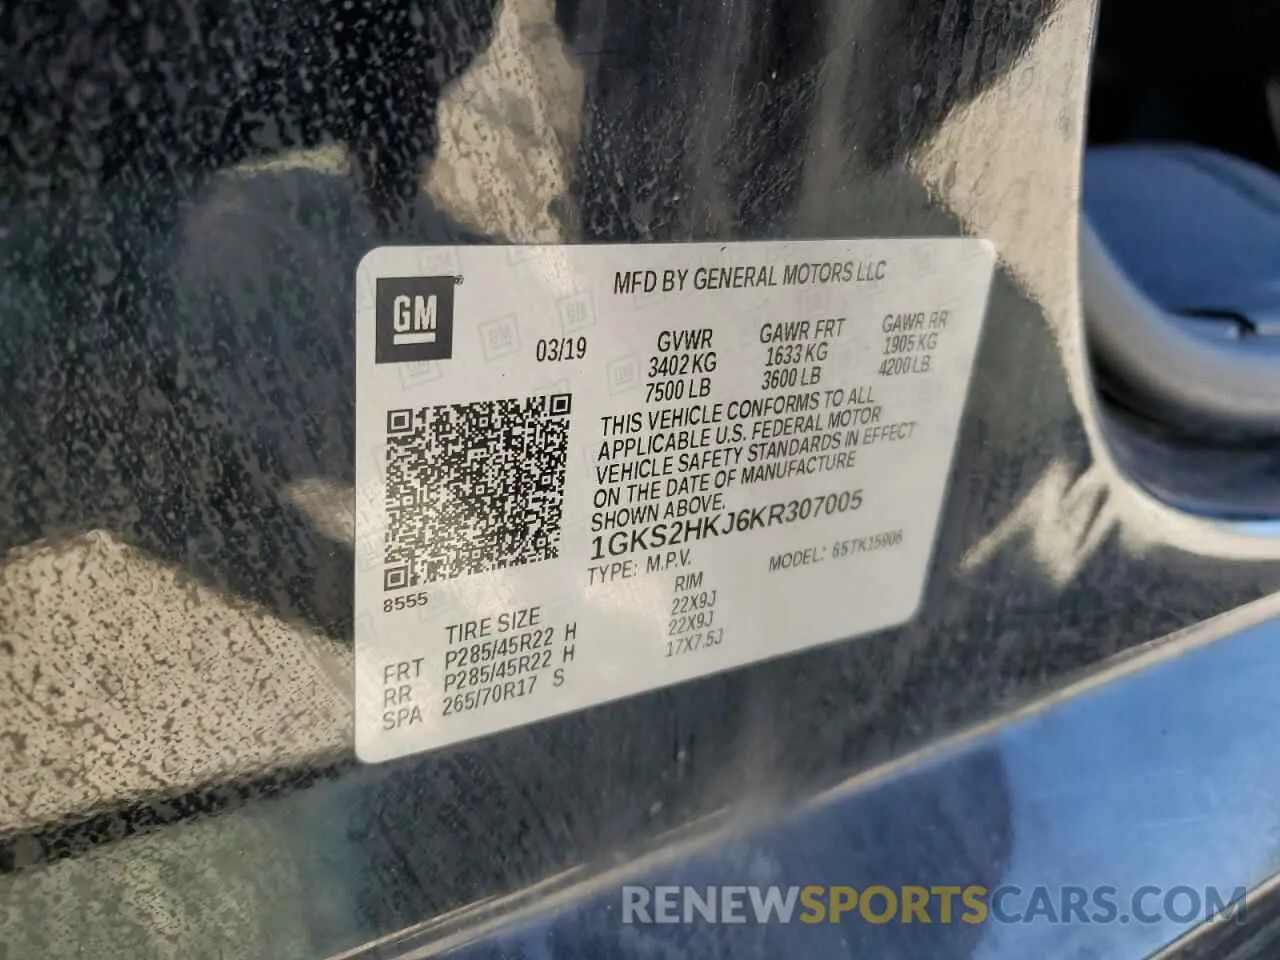 GM
MFD BY GENERAL MOTORS LLC
03/19
GVWR GAWR FRT GAWR RR
3402 KG 1633 KG 1905 KG
7500 LB 3600 LB 4200 LB
THIS VEHICLE CONFORMS TO ALL
APPLICABLE U.S. FEDERAL MOTOR
VEHICLE SAFETY STANDARDS IN EFFECT
ON THE DATE OF MANUFACTURE
SHOWN ABOVE.
1GKS2HKJ6KR307005
TYPE: M.P.V. MODEL:
8555
TIRE SIZE RIM
FRT P285/45R22 H 22X9J
RR P285/45R22 H 22X9J
SPA 265/70R17 S 17X7.5J
RENEWSPORTSCARS.COM